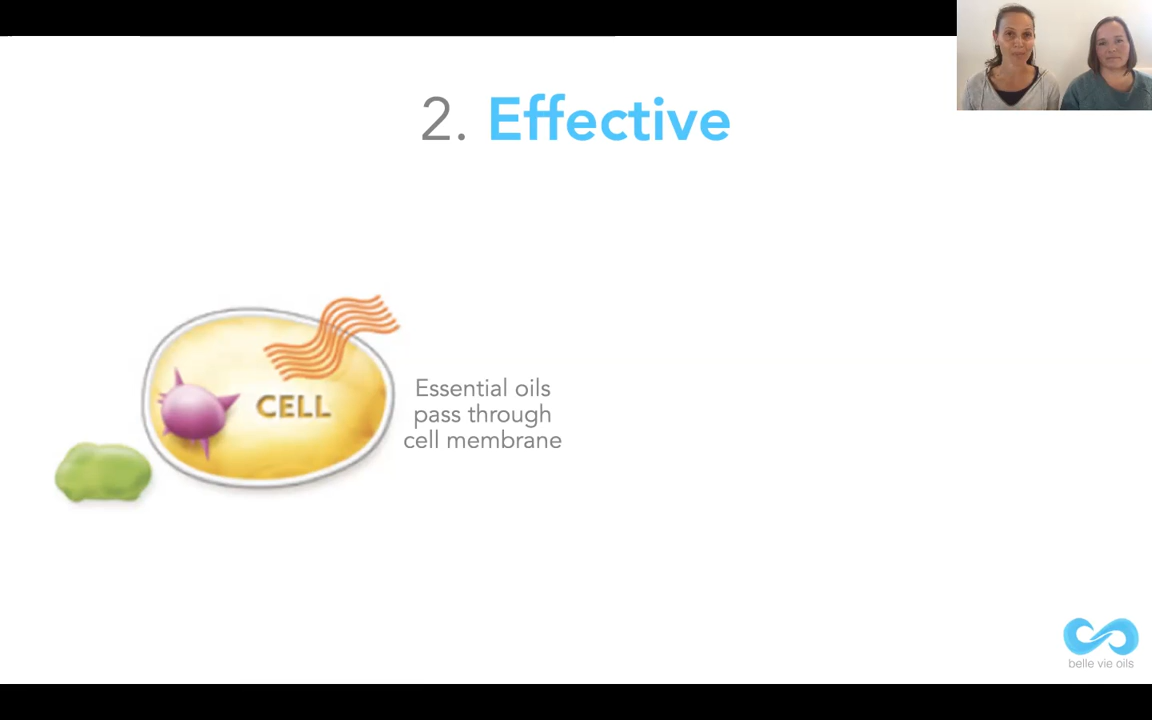 2. Effective
CELL
Essential oils
pass through
cell membrane
belle vie oils